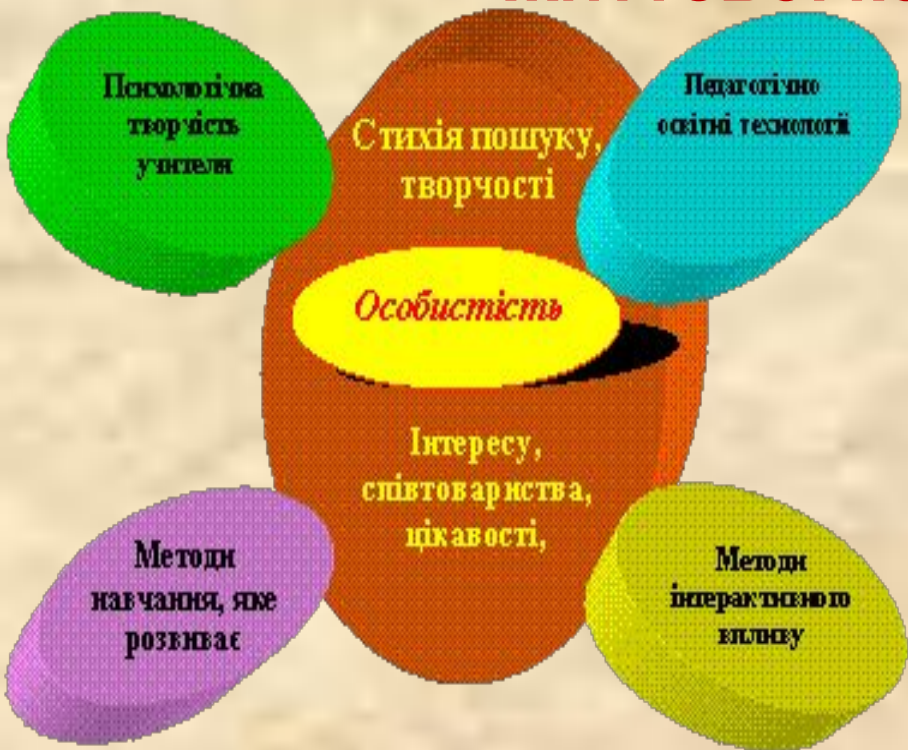 Психологічна
творчість
учителя
Педагогічно
освітні технології
Стихія пошуку,
творчості
Особистість
Інтересу,
співтовариства,
цікавості,
Методи
навчання, яке
розвиває
Методи
інтерактивного
впливу